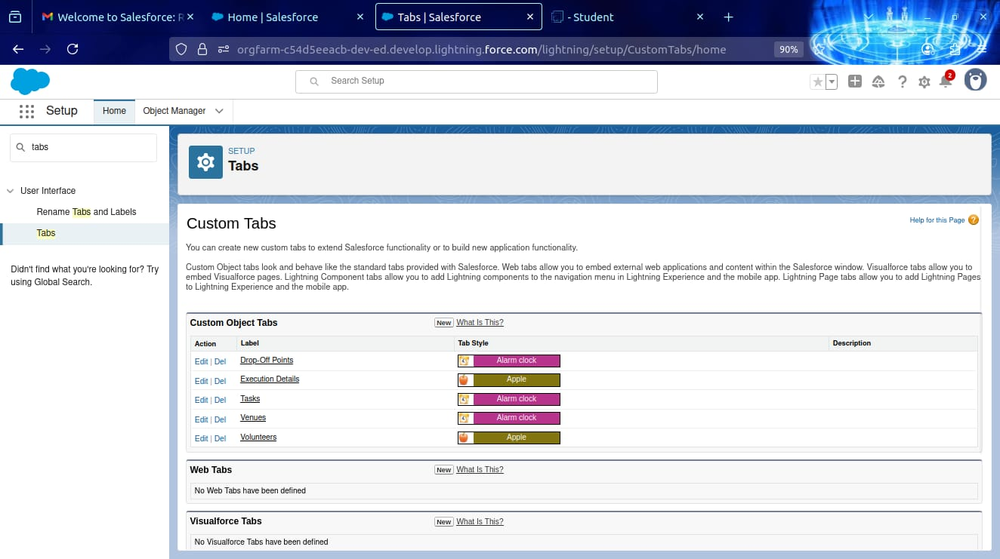 Welcome to Salesforce: R
Home | Salesforce
Tabs | Salesforce
- Student
orgfarm-c54d5eeacb-dev-ed.develop.lightning.force.com/lightning/setup/CustomTabs/home
90%
Search Setup
2
Setup
Home
Object Manager
tabs
User Interface
Rename Tabs and Labels
Tabs
Didn't find what you're looking for? Try
using Global Search.
SETUP
Tabs
Custom Tabs
Help for this Page ?
You can create new custom tabs to extend Salesforce functionality or to build new application functionality.
Custom Object tabs look and behave like the standard tabs provided with Salesforce. Web tabs allow you to embed external web applications and content within the Salesforce window. Visualforce tabs allow you to
embed Visualforce pages. Lightning Component tabs allow you to add Lightning components to the navigation menu in Lightning Experience and the mobile app. Lightning Page tabs allow you to add Lightning Pages
to Lightning Experience and the mobile app.
Custom Object Tabs New What Is This?
Action Label Tab Style Description
Edit | Del Drop-Off Points Alarm clock
Edit | Del Execution Details Apple
Edit | Del Tasks Alarm clock
Edit | Del Venues Alarm clock
Edit | Del Volunteers Apple
Web Tabs New What Is This?
No Web Tabs have been defined
Visualforce Tabs New What Is This?
No Visualforce Tabs have been defined